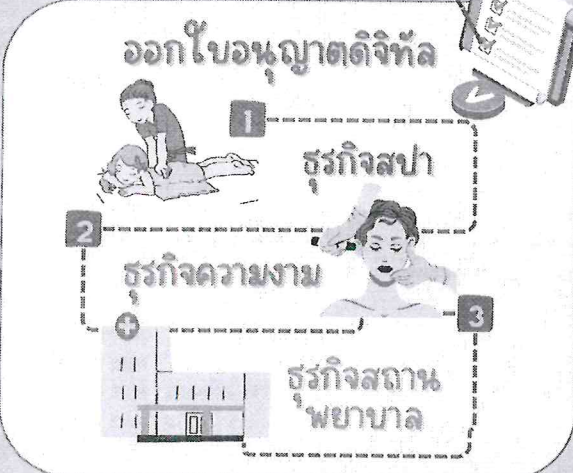 ออกใบอนุญาตดิจิทัล
1
ธุรกิจสปา
2
ธุรกิจความงาม
3
ธุรกิจสถาน
พยาบาล